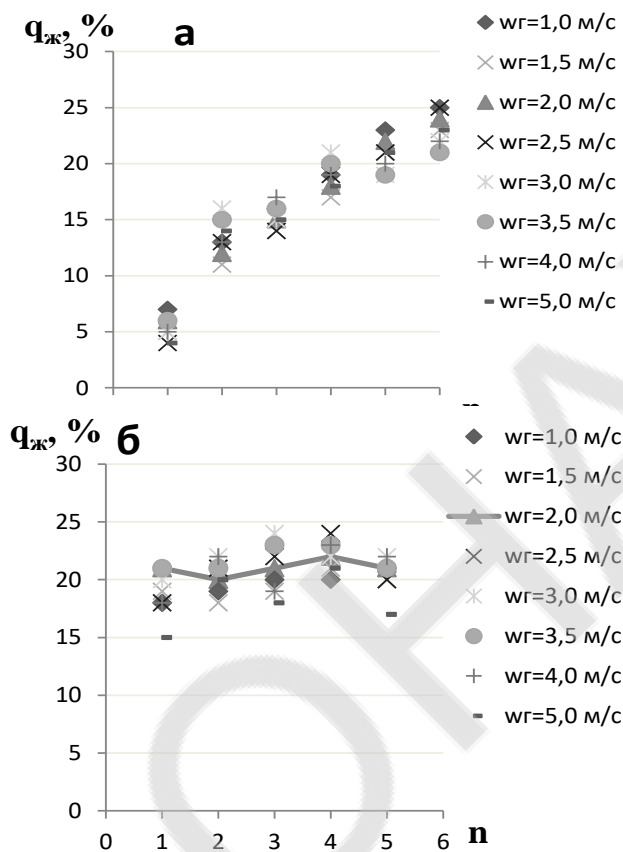 q_ж, %
а
30
25
20
15
10
5
0
wг=1,0 м/с
wг=1,5 м/с
wг=2,0 м/с
wг=2,5 м/с
wг=3,0 м/с
wг=3,5 м/с
wг=4,0 м/с
wг=5,0 м/с
q_ж, %
б
30
25
20
15
10
5
0
0 1 2 3 4 5 6 n
wг=1,0 м/с
wг=1,5 м/с
wг=2,0 м/с
wг=2,5 м/с
wг=3,0 м/с
wг=3,5 м/с
wг=4,0 м/с
wг=5,0 м/с